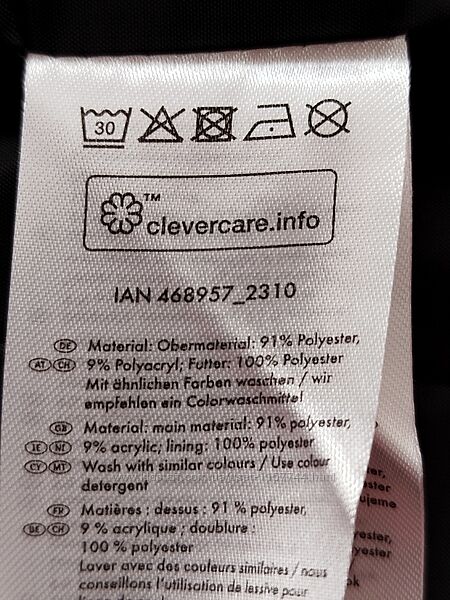 30
TM
clevercare.info
IAN 468957_2310
DE Material: Obermaterial: 91% Polyester,
AT CH 9% Polyacryl; Futter: 100% Polyester
Mit ähnlichen Farben waschen / wir
empfehlen ein Colorwaschmittel
GB Material: main material: 91% polyester,
IE NI 9% acrylic; lining: 100% polyester
CY MT Wash with similar colours / Use colour
detergent
FR Matières : dessus : 91 % polyester,
BE CH 9 % acrylique ; doublure :
100 % polyester
Laver avec des couleurs similaires / nous
conseillons l'utilisation de lessive pour